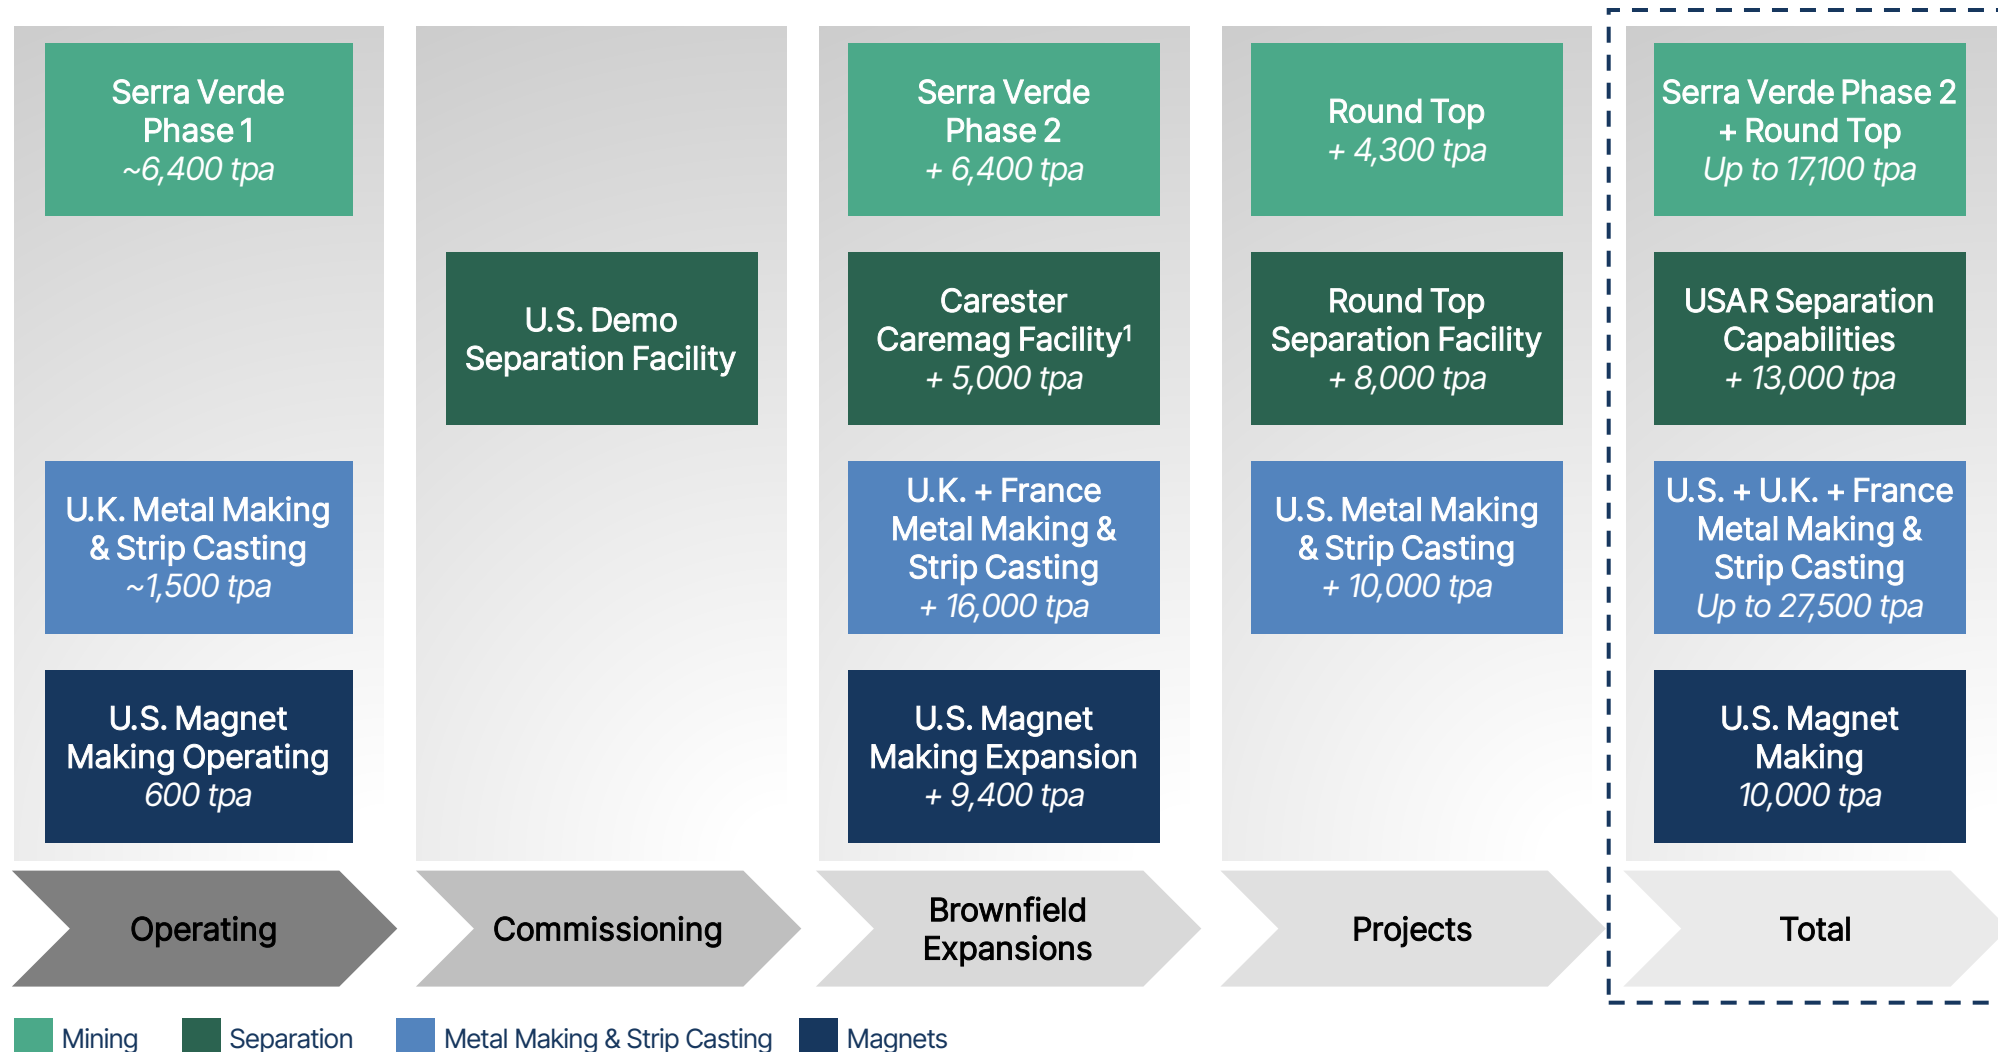 Serra Verde
Phase 1
~6,400 tpa
U.K. Metal Making
& Strip Casting
~1,500 tpa
U.S. Magnet
Making Operating
600 tpa
Operating
U.S. Demo
Separation Facility
Commissioning
Serra Verde
Phase 2
+ 6,400 tpa
Carester
Caremag Facility¹
+ 5,000 tpa
U.K. + France
Metal Making &
Strip Casting
+ 16,000 tpa
U.S. Magnet
Making Expansion
+ 9,400 tpa
Brownfield
Expansions
Round Top
+ 4,300 tpa
Round Top
Separation Facility
+ 8,000 tpa
U.S. Metal Making
& Strip Casting
+ 10,000 tpa
Projects
Serra Verde Phase 2
+ Round Top
Up to 17,100 tpa
USAR Separation
Capabilities
+ 13,000 tpa
U.S. + U.K. + France
Metal Making &
Strip Casting
Up to 27,500 tpa
U.S. Magnet
Making
10,000 tpa
Total
Mining
Separation
Metal Making & Strip Casting
Magnets